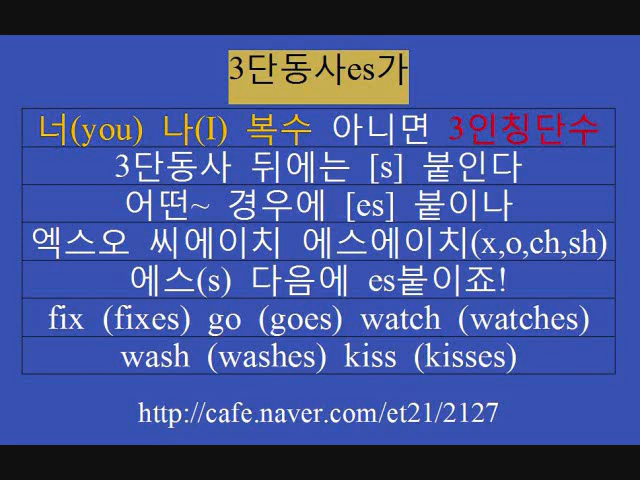 3단동사es가
너(you) 나(I) 복수 아니면 3인칭단수
3단동사 뒤에는 [s] 붙인다
어떤~ 경우에 [es] 붙이나
엑스오 씨에이치 에스에이치(x,o,ch,sh)
에스(s) 다음에 es붙이죠!
fix (fixes) go (goes) watch (watches)
wash (washes) kiss (kisses)
http://cafe.naver.com/et21/2127